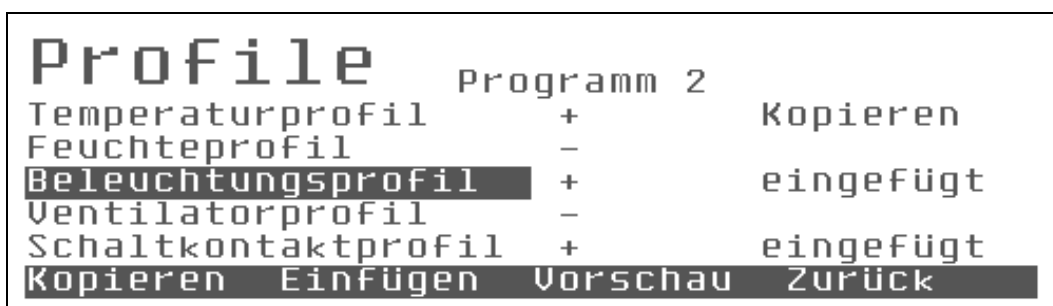 Profile Programm 2
Temperaturprofil + Kopieren
Feuchteprofil -
Beleuchtungsprofil + eingefügt
Ventilatorprofil -
Schaltkontaktprofil + eingefügt
Kopieren Einfügen Vorschau Zurück